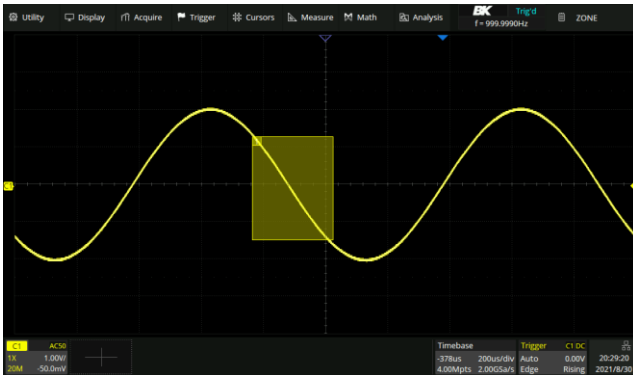 Utility Display Acquire Trigger Cursors Measure Math Analysis BK Trig'd ZONE
f = 999.9990Hz
C1
C1 AC50 Timebase Trigger C1 DC
1X 1.00V/ -378us 200us/div Auto 0.00V 20:29:20
20M -50.0mV 4.00Mpts 2.00GSa/s Edge Rising 2021/8/30